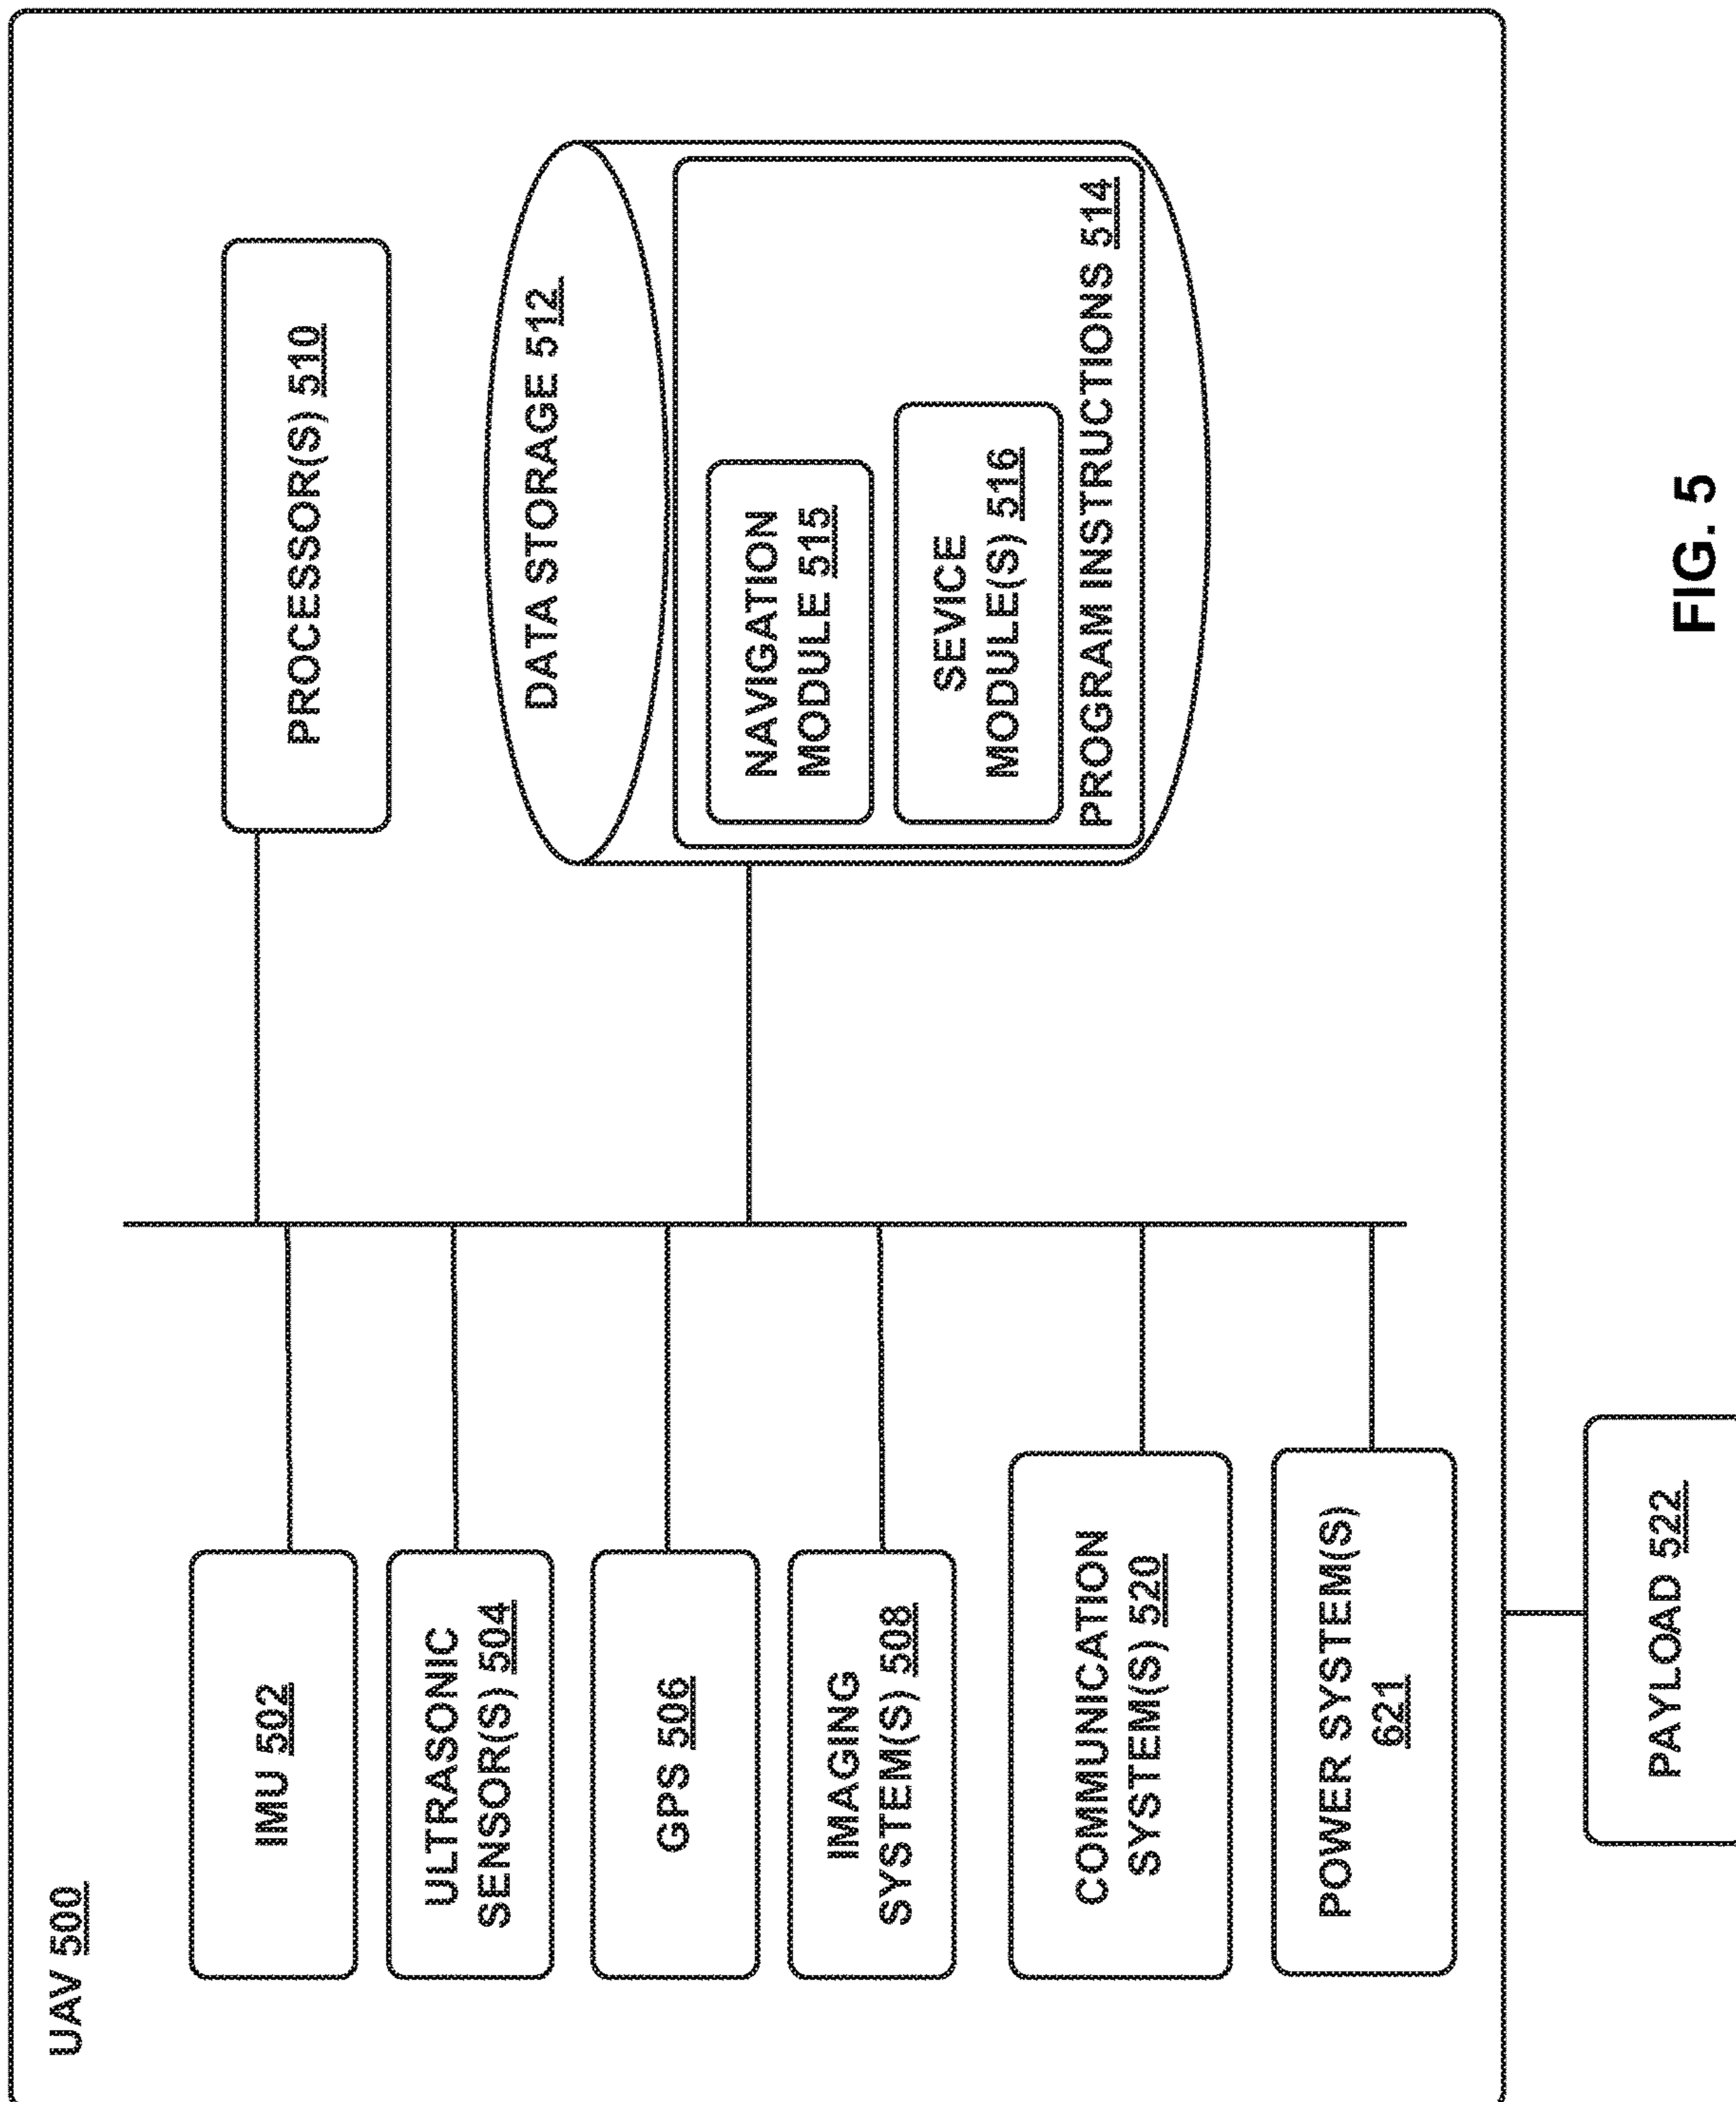 UAV 500
IMU 502
ULTRASONIC
SENSOR(S) 504
GPS 506
IMAGING
SYSTEM(S) 508
COMMUNICATION
SYSTEM(S) 520
POWER SYSTEM(S)
621
PROCESSOR(S) 510
DATA STORAGE 512
NAVIGATION
MODULE 515
SEVICE
MODULE(S) 516
PROGRAM INSTRUCTIONS 514
PAYLOAD 522
FIG. 5